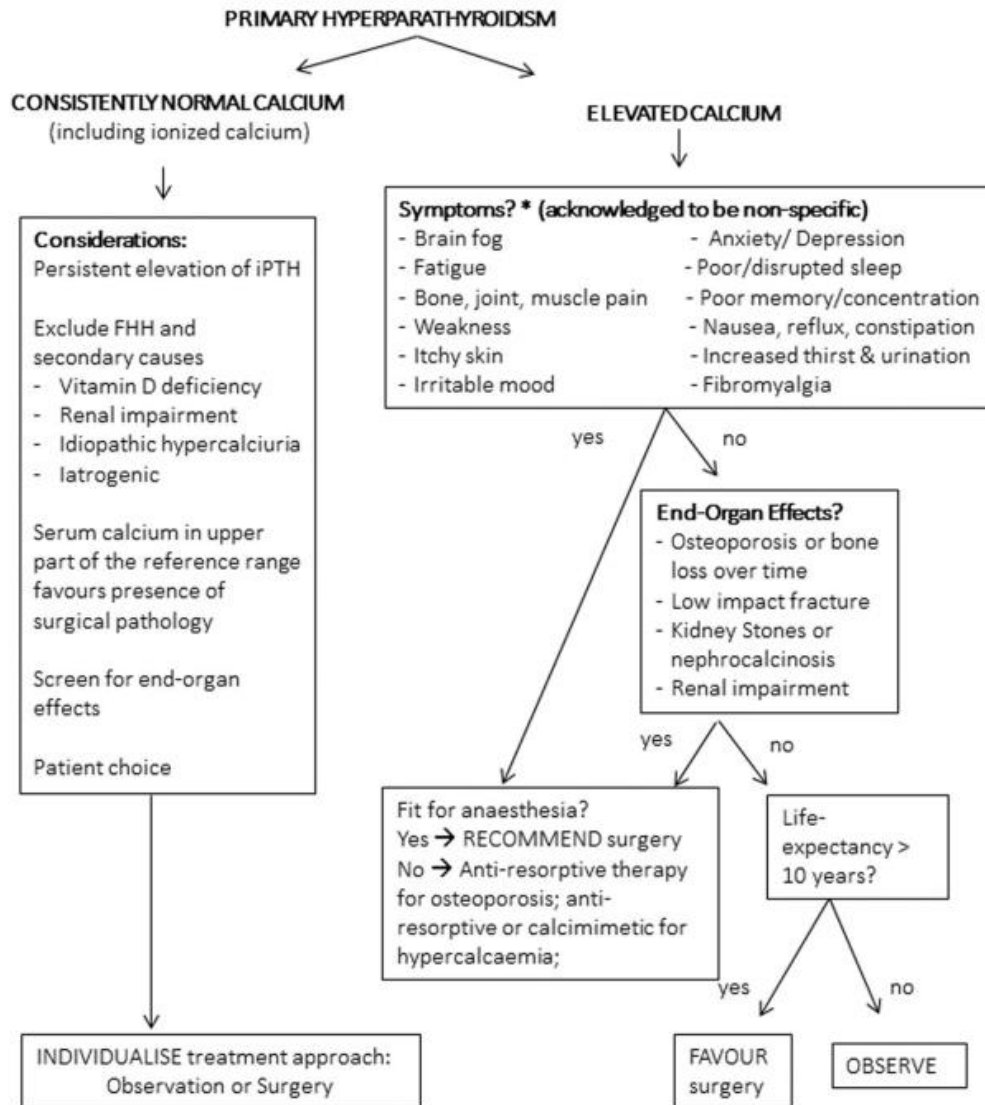 PRIMARY HYPERPARATHYROIDISM
CONSISTENTLY NORMAL CALCIUM
(including ionized calcium)
Considerations:
Persistent elevation of iPTH
Exclude FHH and
secondary causes
- Vitamin D deficiency
- Renal impairment
- Idiopathic hypercalciuria
- Iatrogenic
Serum calcium in upper
part of the reference range
favours presence of
surgical pathology
Screen for end-organ
effects
Patient choice
INDIVIDUALISE treatment approach:
Observation or Surgery
ELEVATED CALCIUM
Symptoms? * (acknowledged to be non-specific)
- Brain fog
- Fatigue
- Bone, joint, muscle pain
- Weakness
- Itchy skin
- Irritable mood
- Anxiety/ Depression
- Poor/disrupted sleep
- Poor memory/concentration
- Nausea, reflux, constipation
- Increased thirst & urination
- Fibromyalgia
yes
no
End-Organ Effects?
- Osteoporosis or bone
loss over time
- Low impact fracture
- Kidney Stones or
nephrocalcinosis
- Renal impairment
yes
no
Fit for anaesthesia?
Yes → RECOMMEND surgery
No → Anti-resorptive therapy
for osteoporosis; anti-
resorptive or calcimimetic for
hypercalcaemia;
Life-
expectancy >
10 years?
yes
no
FAVOUR
surgery
OBSERVE